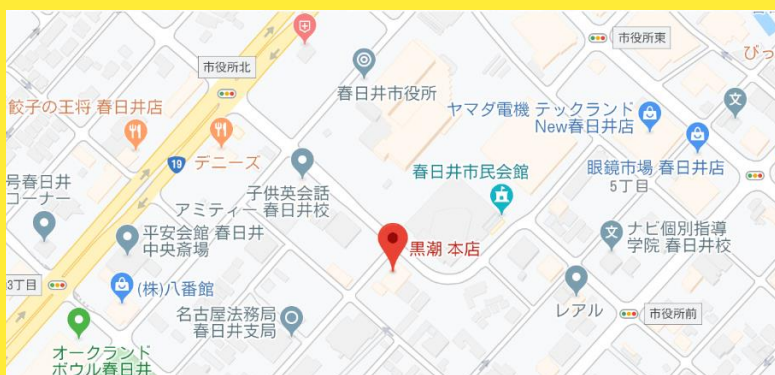 市役所東
市役所北
春日井市役所
びっ
餃子の王将 春日井店
ヤマダ電機 テックランド
New春日井店
19
デニーズ
春日井市民会館
眼鏡市場 春日井店
5丁目
文
号春日井
コーナー
子供英会話
アミティー 春日井校
平安会館 春日井
中央斎場
黒潮 本店
文
ナビ個別指導
学院 春日井校
3丁目
(株)八番館
名古屋法務局
春日井支局
レアル
市役所前
オークランド
ボウル春日井